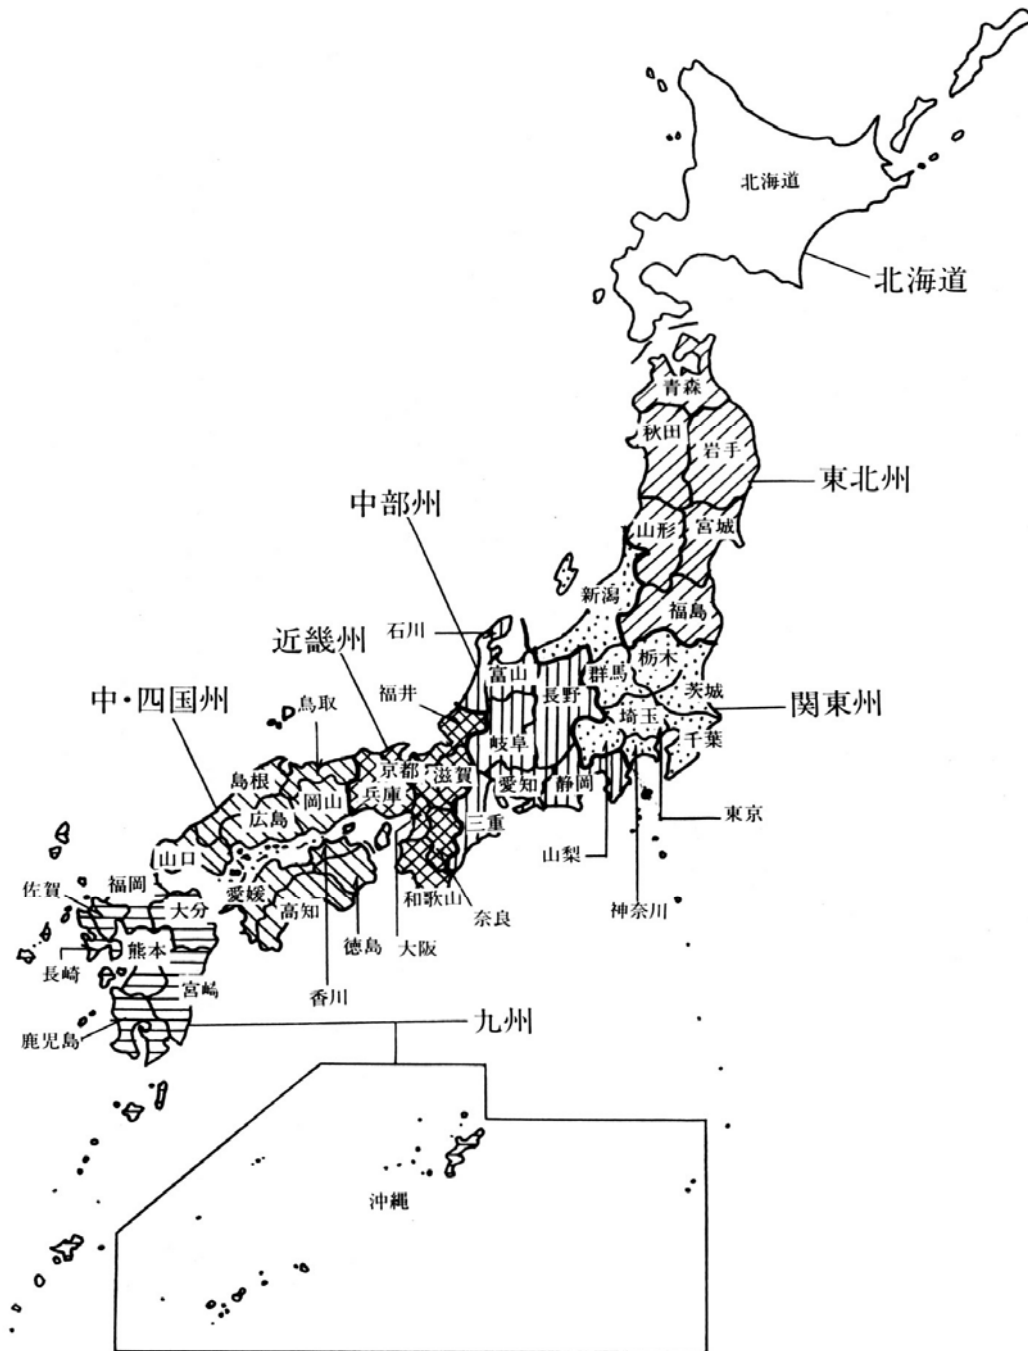 北海道
北海道
青森
秋田
岩手
東北州
中部州
山形
宮城
新潟
福島
石川
近畿州
栃木
富山
群馬
長野
茨城
福井
中・四国州
鳥取
関東州
埼玉
千葉
岐阜
京都
滋賀
島根
愛知
静岡
兵庫
岡山
東京
広島
三重
山梨
山口
福岡
佐賀
愛媛
和歌山
神奈川
大分
高知
奈良
徳島
大阪
熊本
長崎
宮崎
香川
九州
鹿児島
沖縄